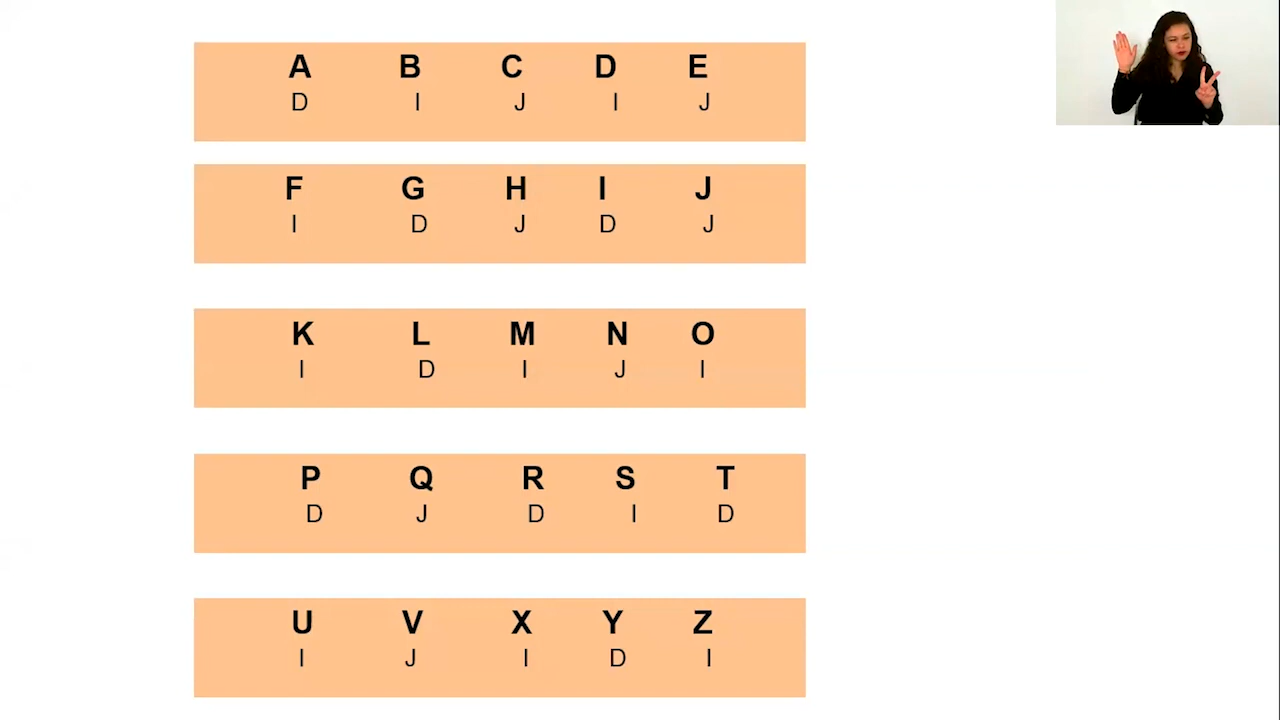 A B C D E
D I J I J
F G H I J
I D J D J
K L M N O
I D I J I
P Q R S T
D J D I D
U V X Y Z
I J I D I